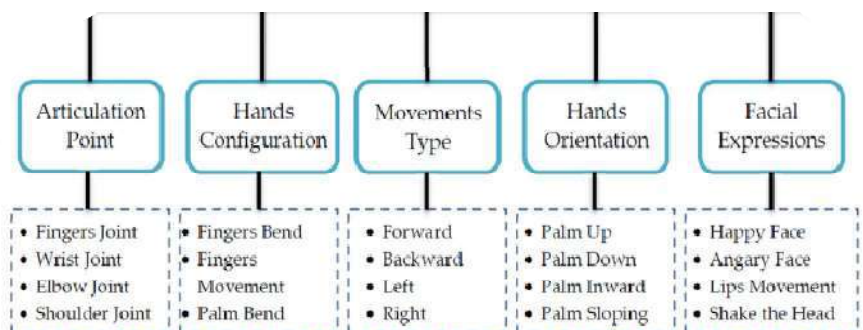 Articulation
Point
Hands
Configuration
Movements
Type
Hands
Orientation
Facial
Expressions
• Fingers Joint
• Wrist Joint
• Elbow Joint
• Shoulder Joint
• Fingers Bend
• Fingers
Movement
• Palm Bend
• Forward
• Backward
• Left
• Right
• Palm Up
• Palm Down
• Palm Inward
• Palm Sloping
• Happy Face
• Angary Face
• Lips Movement
• Shake the Head